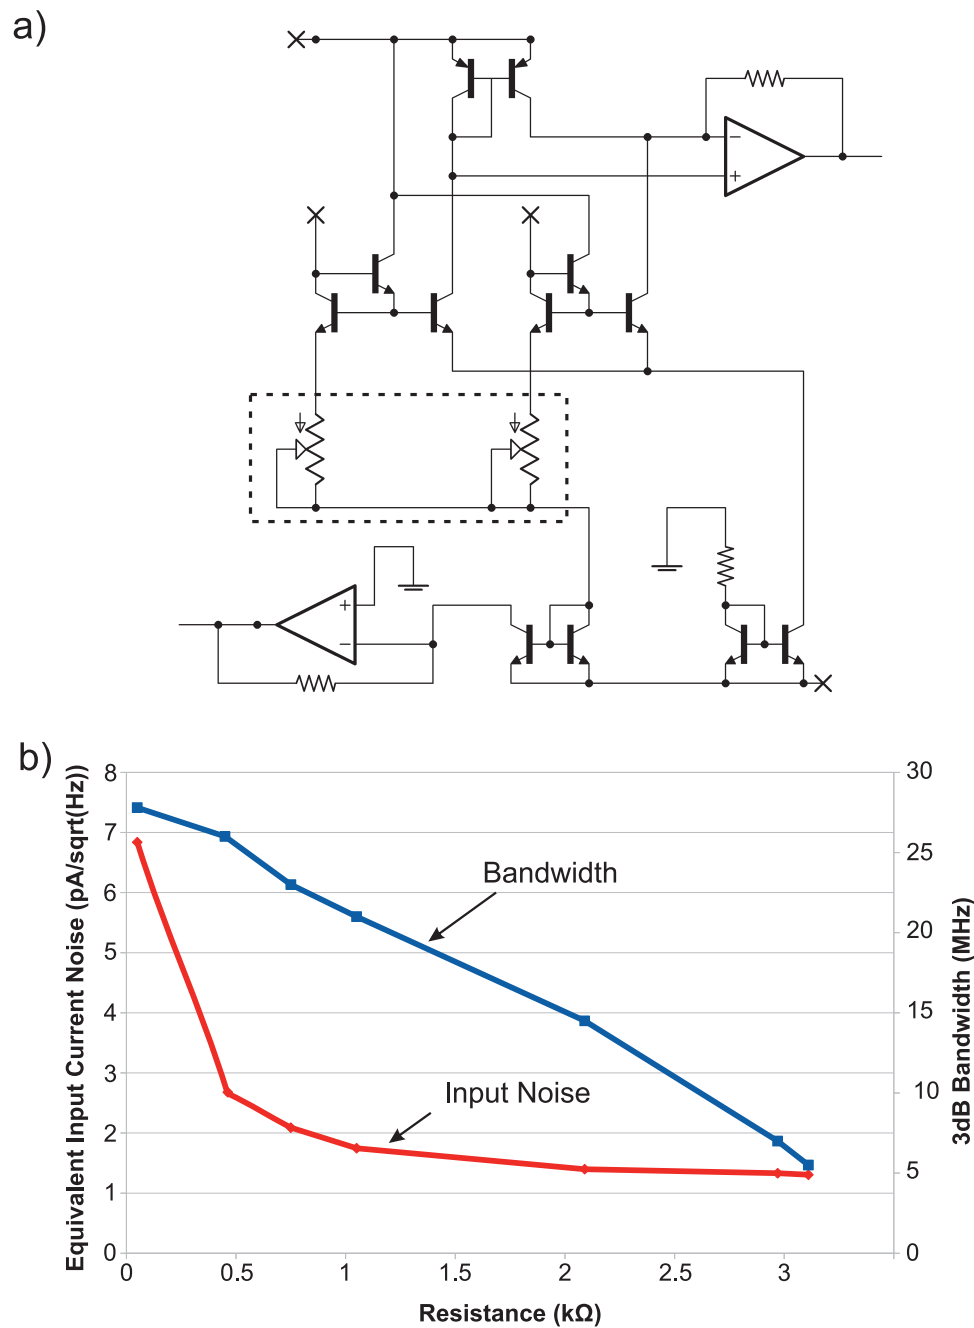 a)
−
+
+
−
b)
Equivalent Input Current Noise (pA/sqrt(Hz))
8
7
6
5
4
3
2
1
0
Bandwidth
Input Noise
30
25
20
15
10
5
0
3dB Bandwidth (MHz)
0 0.5 1 1.5 2 2.5 3
Resistance (kΩ)